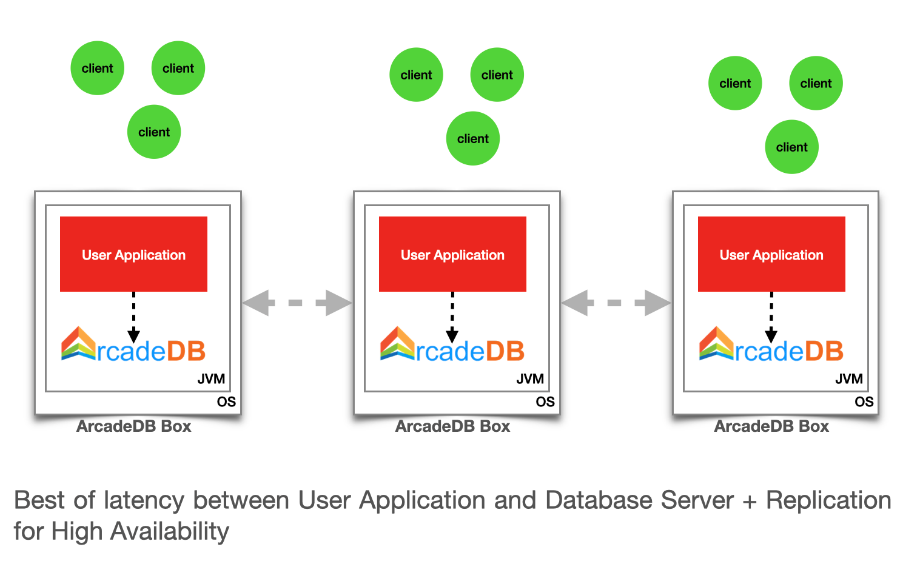 client
client
client
client
client
client
client
client
client
User Application
ArcadeDB
JVM
OS
ArcadeDB Box
User Application
ArcadeDB
JVM
OS
ArcadeDB Box
User Application
ArcadeDB
JVM
OS
ArcadeDB Box
Best of latency between User Application and Database Server + Replication
for High Availability